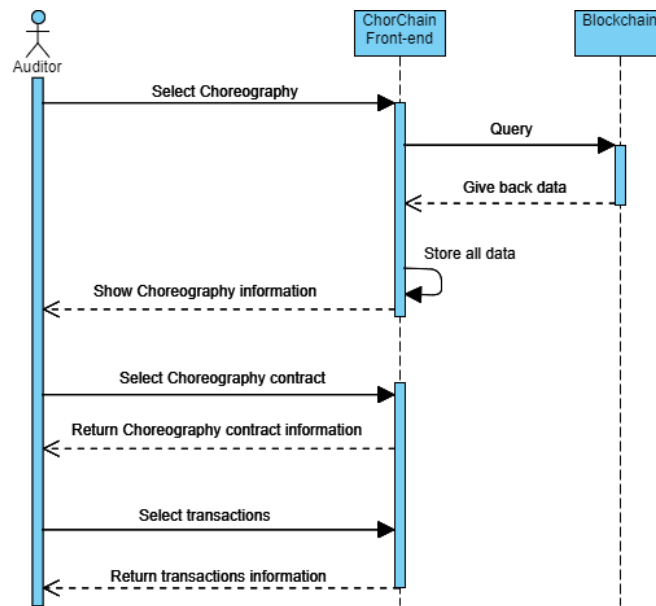 ChorChain
Front-end
Blockchain
Auditor
Select Choreography
Query
Give back data
Store all data
Show Choreography information
Select Choreography contract
Return Choreography contract information
Select transactions
Return transactions information